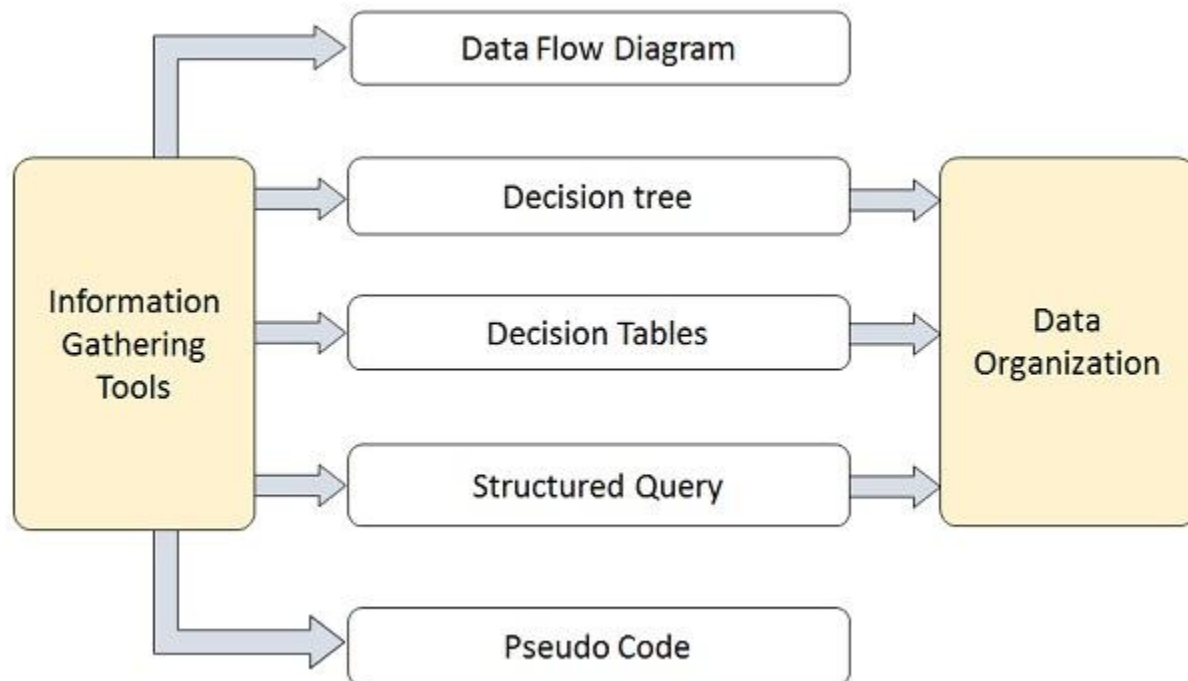 Data Flow Diagram
Decision tree
Information
Gathering
Tools
Decision Tables
Data
Organization
Structured Query
Pseudo Code